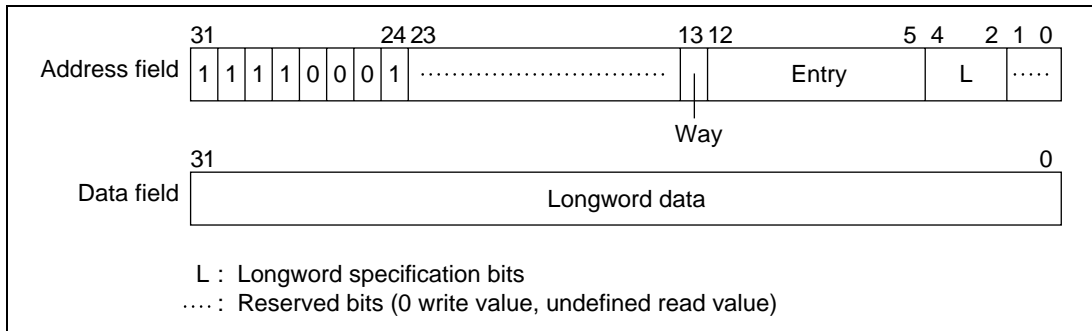 31 24 23 13 12 5 4 2 1 0
Address field 1 1 1 1 0 0 0 1 ................................ Entry L .....
Way
31 0
Data field Longword data
L : Longword specification bits
.... : Reserved bits (0 write value, undefined read value)